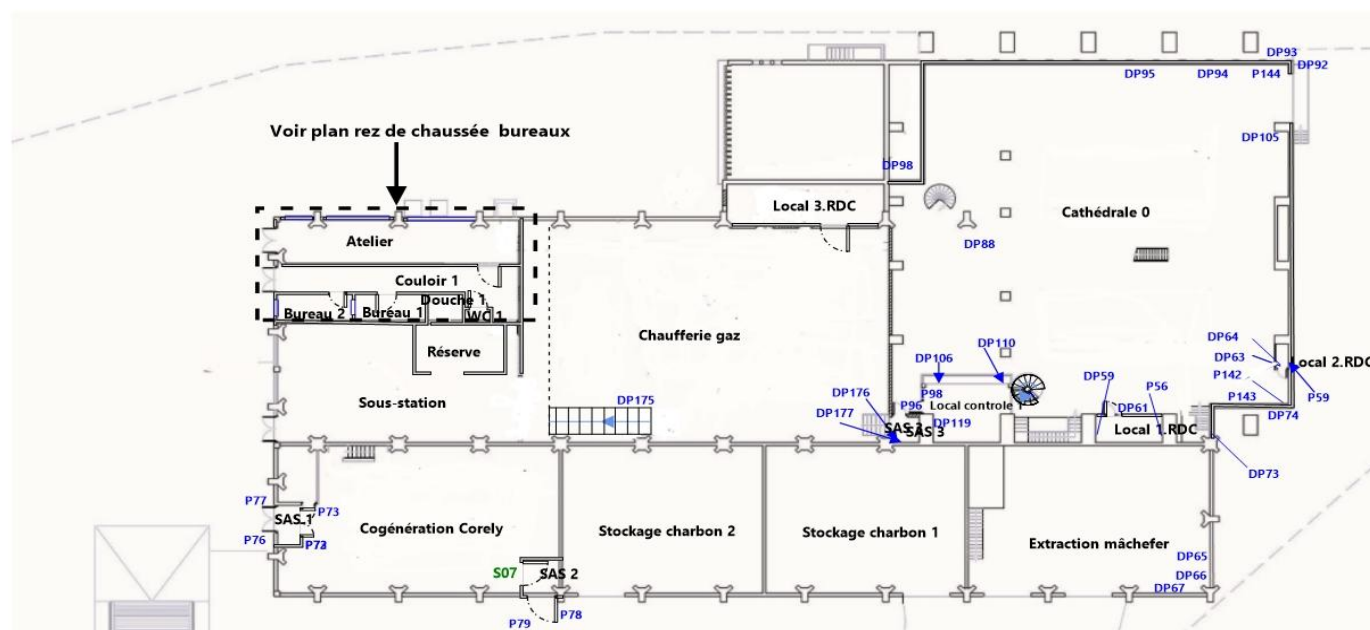 DP93
DP92
DP95
DP94
P144
Voir plan rez de chaussée bureaux
DP105
DP98
Local 3.RDC
Cathédrale 0
Atelier
DP88
Couloir 1
Douche 1
Bureau 2
Bureau 1
WC 1
Chaufferie gaz
DP64
DP110
Réserve
DP106
DP63
Local 2.RDC
P142
DP59
P56
DP176
P98
P143
P59
Sous-station
DP175
P96
Local controle 1
DP61
DP74
DP177
DP119
SAS 3
Local 1.RDC
DP73
P77
P73
SAS 1
Cogénération Corely
Stockage charbon 2
Stockage charbon 1
P76
Extraction mâchefer
DP65
S07
SAS 2
DP66
DP67
P78
P79